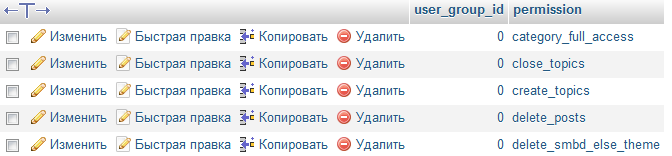 user_group_id permission
Изменить Быстрая правка Копировать Удалить 0 category_full_access
Изменить Быстрая правка Копировать Удалить 0 close_topics
Изменить Быстрая правка Копировать Удалить 0 create_topics
Изменить Быстрая правка Копировать Удалить 0 delete_posts
Изменить Быстрая правка Копировать Удалить 0 delete_smbd_else_theme